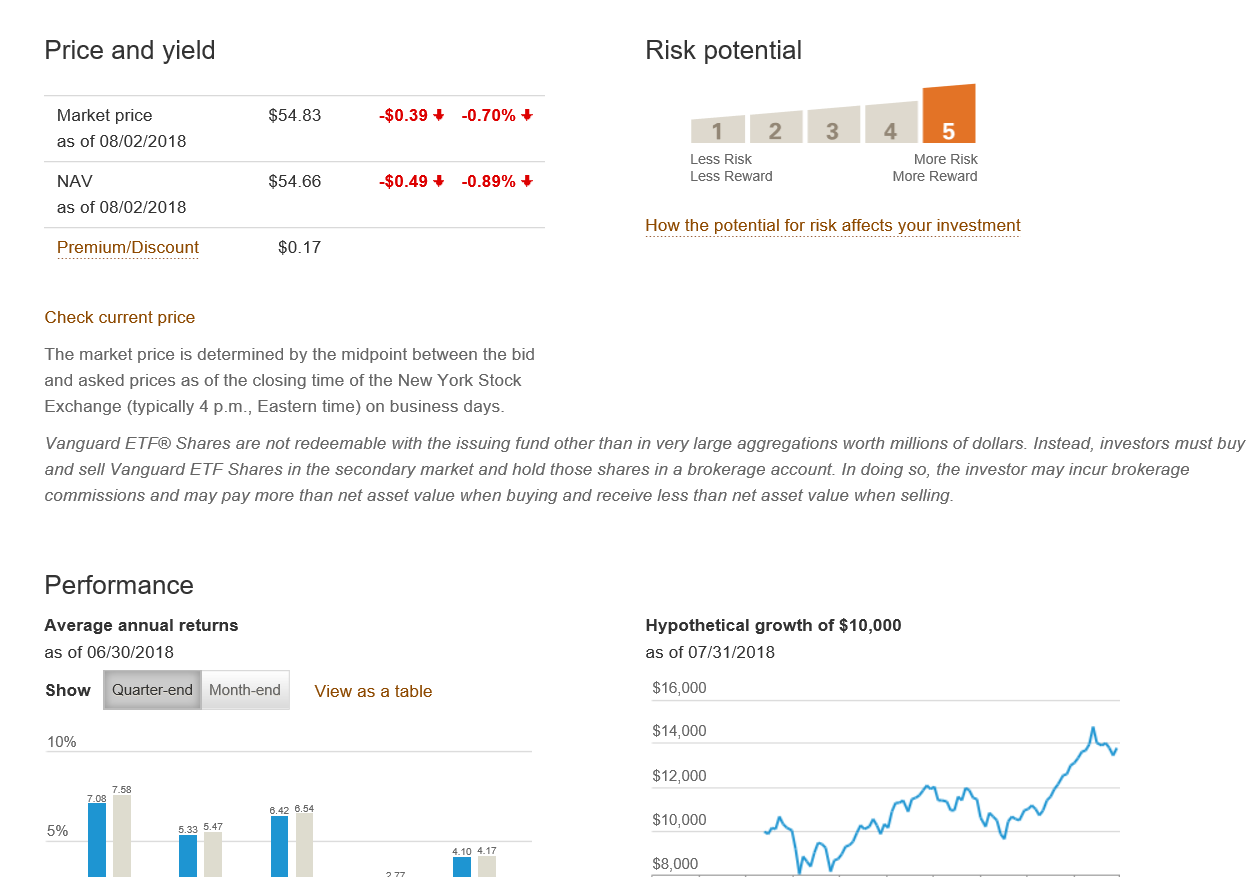 Price and yield
Market price $54.83 -$0.39 -0.70%
as of 08/02/2018
NAV $54.66 -$0.49 -0.89%
as of 08/02/2018
Premium/Discount $0.17
Check current price
The market price is determined by the midpoint between the bid
and asked prices as of the closing time of the New York Stock
Exchange (typically 4 p.m., Eastern time) on business days.
Risk potential
1 2 3 4 5
Less Risk More Risk
Less Reward More Reward
How the potential for risk affects your investment
Vanguard ETF® Shares are not redeemable with the issuing fund other than in very large aggregations worth millions of dollars. Instead, investors must buy
and sell Vanguard ETF Shares in the secondary market and hold those shares in a brokerage account. In doing so, the investor may incur brokerage
commissions and may pay more than net asset value when buying and receive less than net asset value when selling.
Performance
Average annual returns
as of 06/30/2018
Show Quarter-end Month-end View as a table
10%
7.08 7.58
5%
5.33 5.47
6.42 6.54
2.77
4.10 4.17
Hypothetical growth of $10,000
as of 07/31/2018
$16,000
$14,000
$12,000
$10,000
$8,000